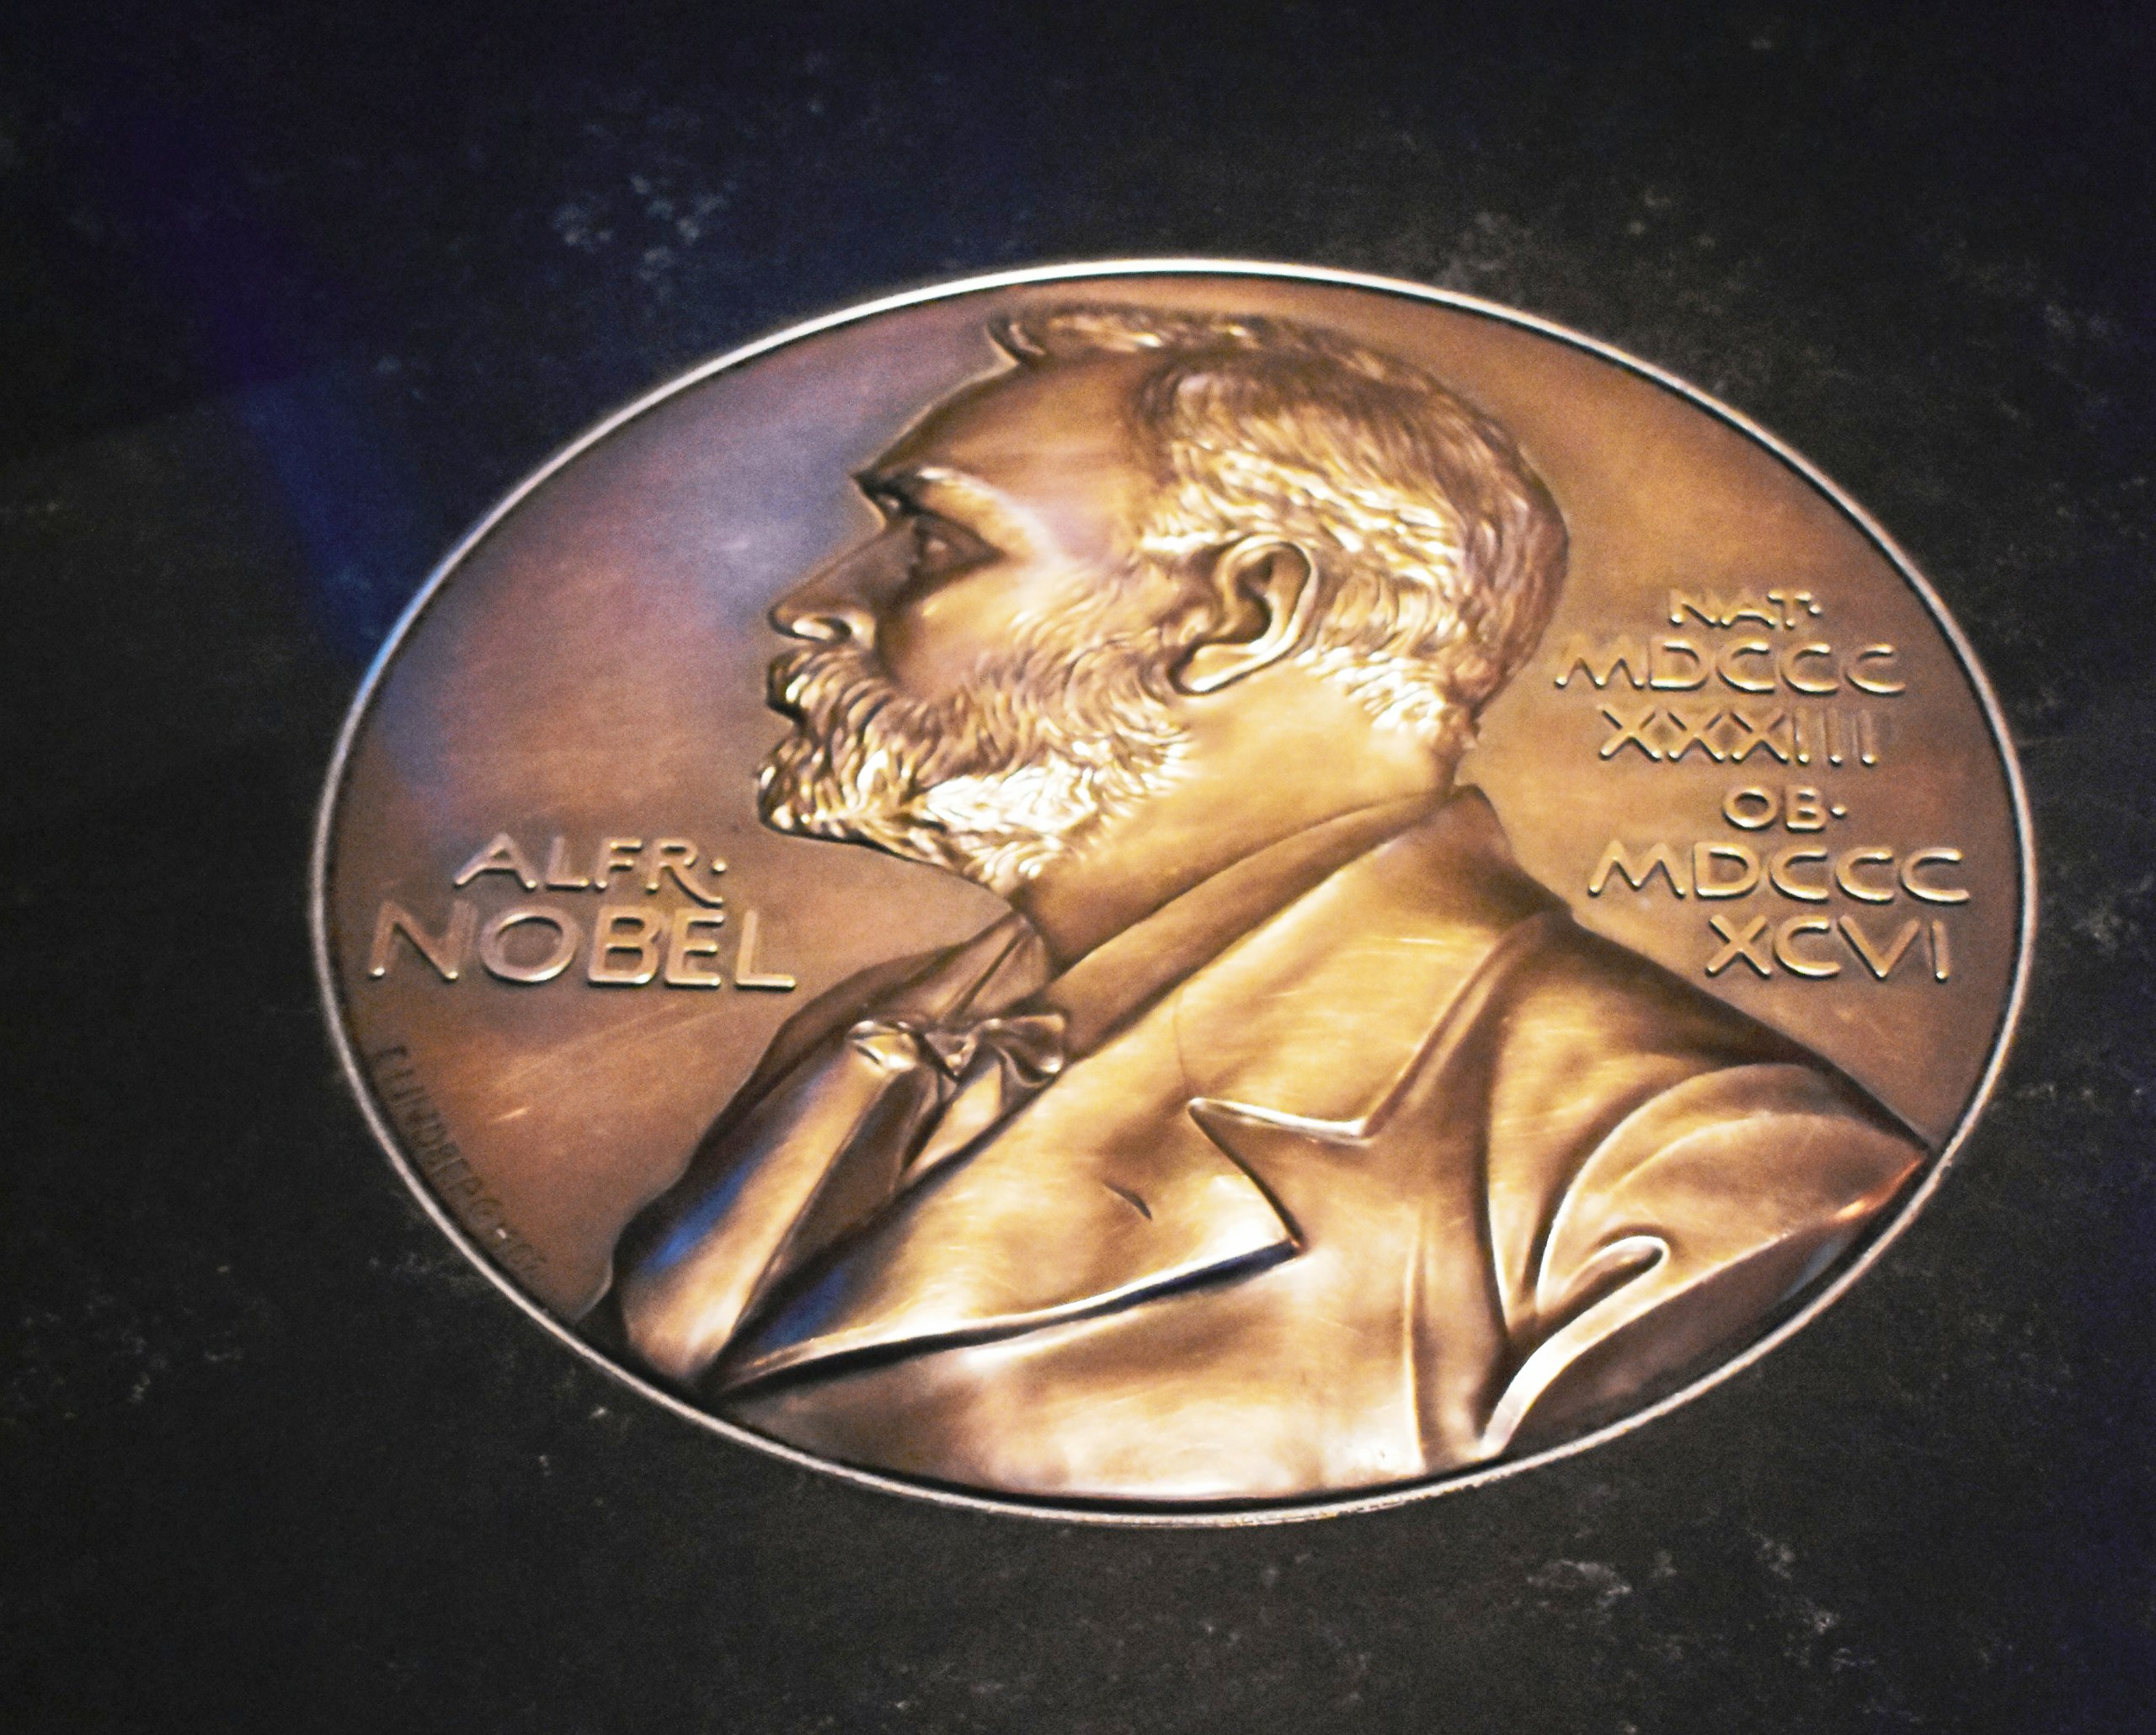 ALFR·
NOBEL
NAT·
MDCCC
XXXIII
OB·
MDCCC
XCVI